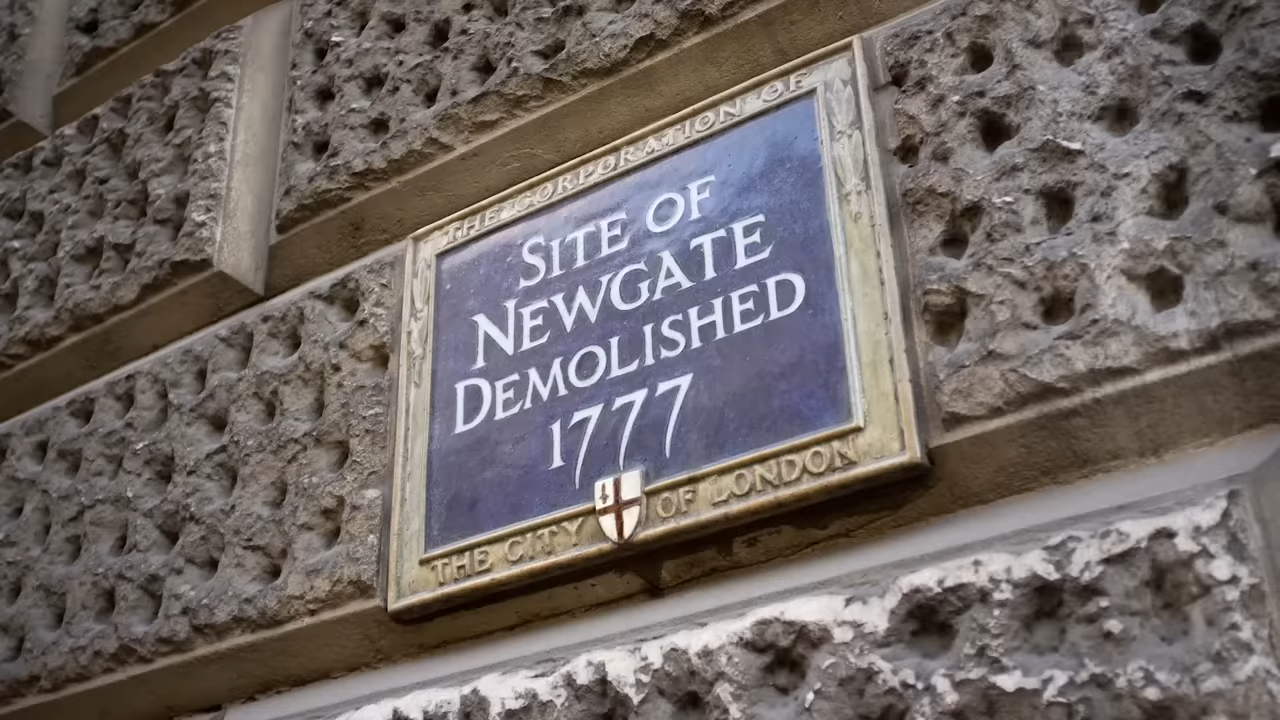 THE CORPORATION OF
SITE OF
NEWGATE
DEMOLISHED
1777
THE CITY OF LONDON